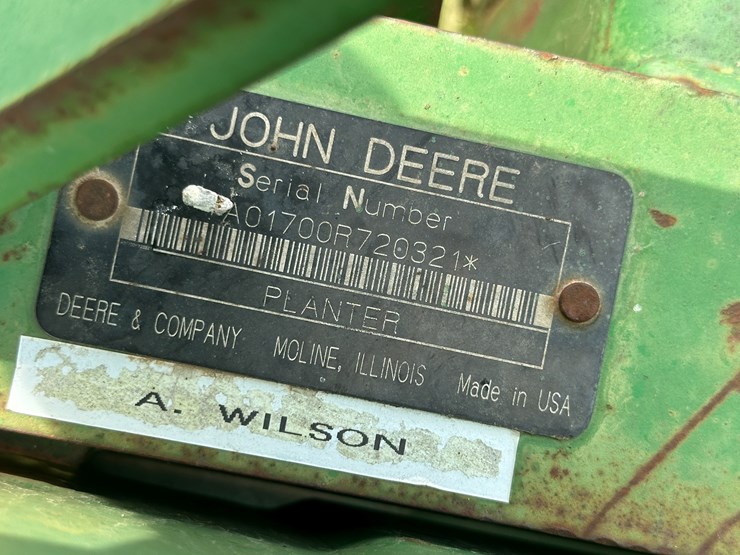 JOHN DEERE
Serial Number
A01700R720321*
PLANTER
DEERE & COMPANY MOLINE, ILLINOIS Made in USA
A. WILSON